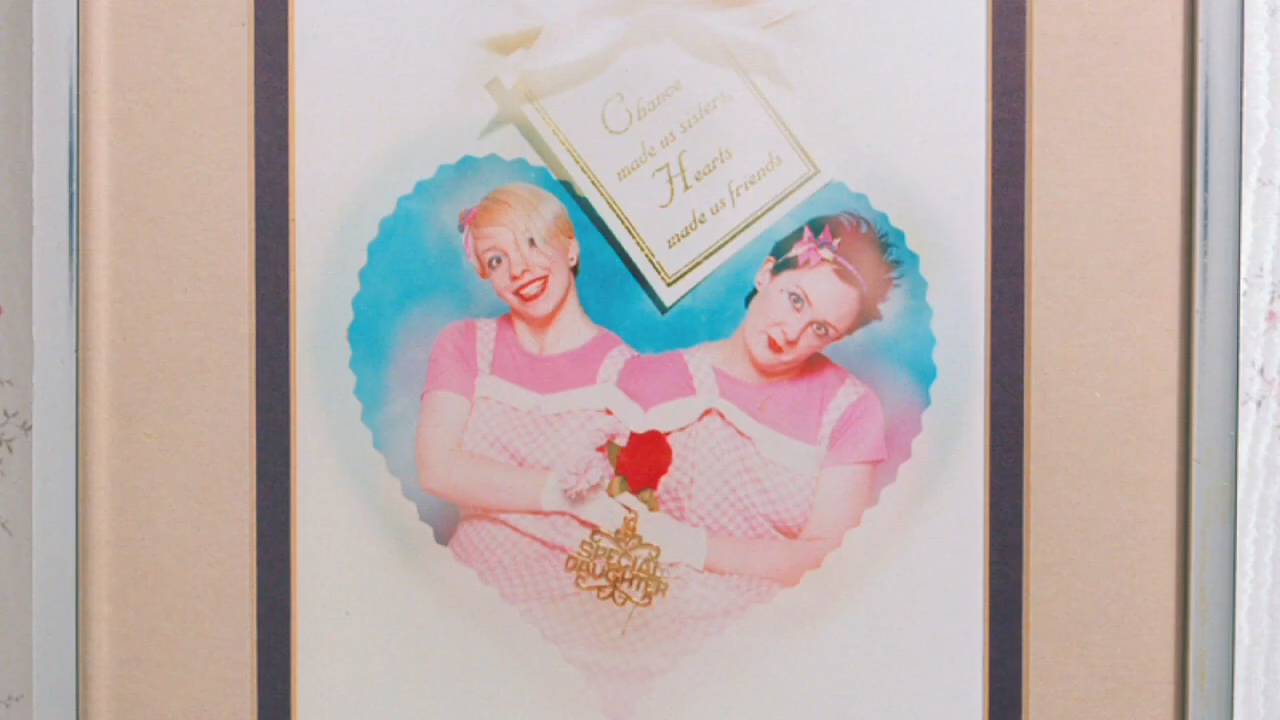 Chance
made us sisters,
Hearts
made us friends
SPECIAL
DAUGHTER